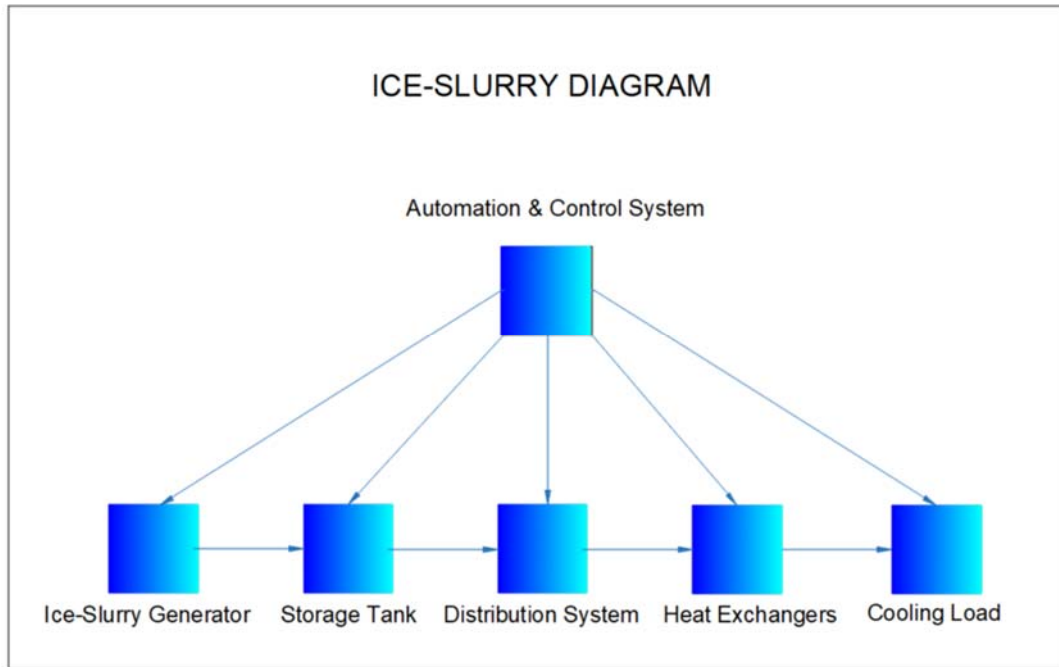 ICE-SLURRY DIAGRAM
Automation & Control System
Ice-Slurry Generator
Storage Tank
Distribution System
Heat Exchangers
Cooling Load